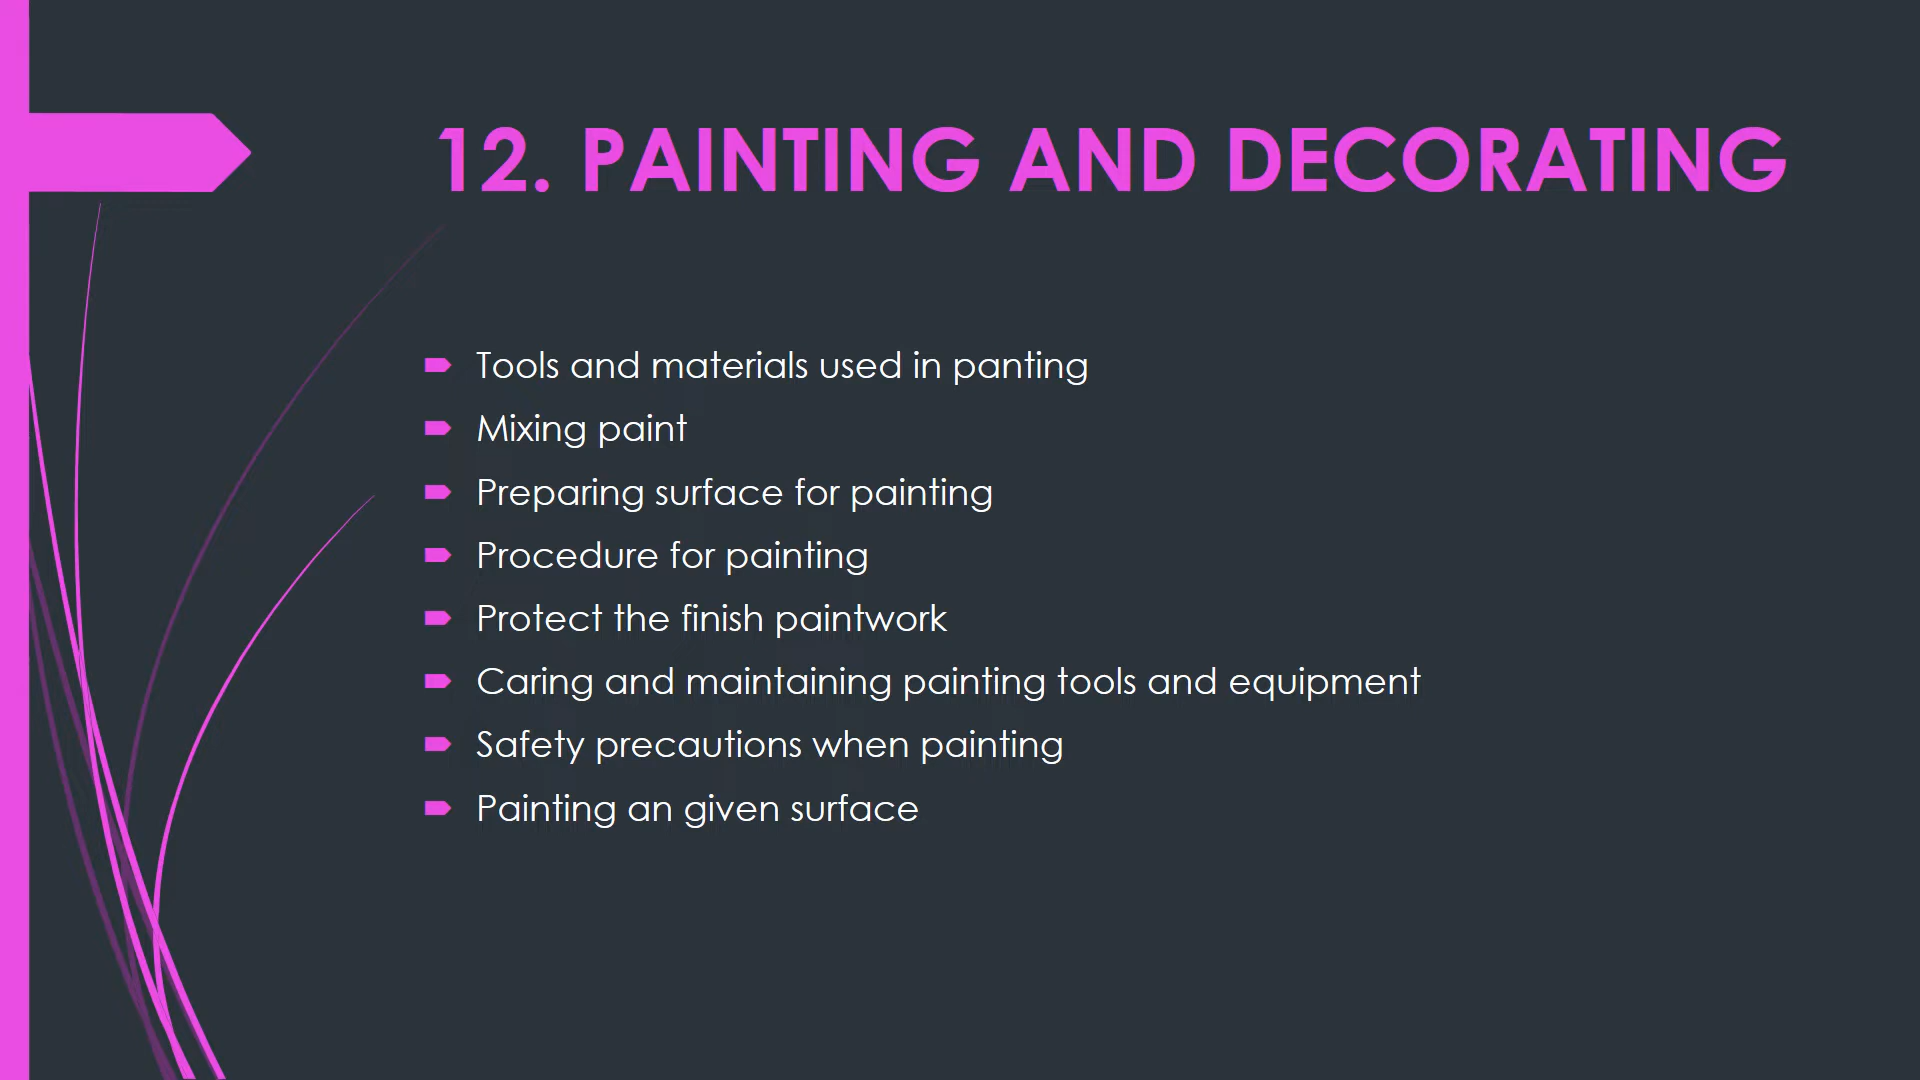 12. PAINTING AND DECORATING
Tools and materials used in panting
Mixing paint
Preparing surface for painting
Procedure for painting
Protect the finish paintwork
Caring and maintaining painting tools and equipment
Safety precautions when painting
Painting an given surface